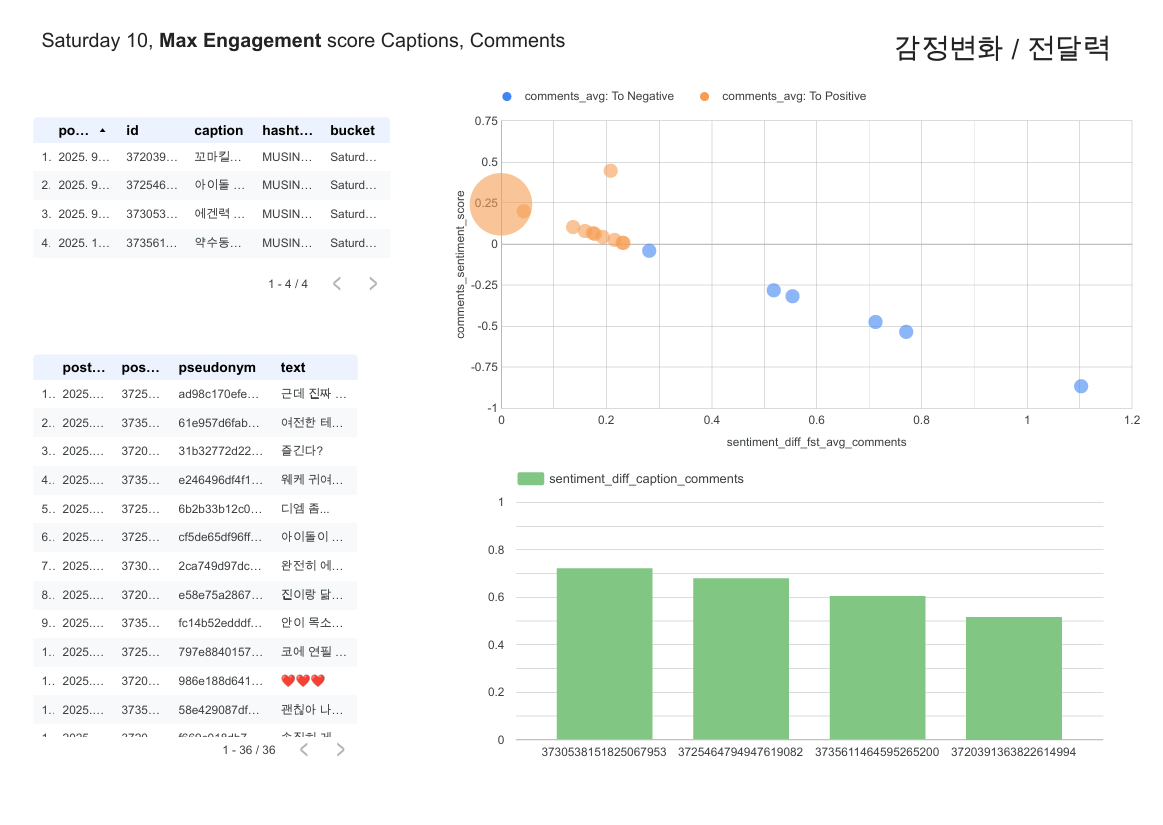 Saturday 10, Max Engagement score Captions, Comments
감정변화 / 전달력
po... id caption hasht... bucket
1. 2025. 9... 372039... 꼬마킬... MUSIN... Saturd...
2. 2025. 9... 372546... 아이돌 ... MUSIN... Saturd...
3. 2025. 9... 373053... 에겐력 ... MUSIN... Saturd...
4. 2025. 1... 373561... 약수동... MUSIN... Saturd...
1 - 4 / 4
post... pos... pseudonym text
1.. 2025.... 3725... ad98c170efe... 근데 진짜 ...
2.. 2025.... 3735... 61e957d6fab... 여전한 테...
3.. 2025.... 3720... 31b32772d22... 즐긴다?
4.. 2025.... 3735... e246496df4f1... 웨케 귀여...
5.. 2025.... 3725... 6b2b33b12c0... 디엠 좀...
6.. 2025.... 3725... cf5de65df96ff... 아이돌이 ...
7.. 2025.... 3730... 2ca749d97dc... 완전히 에...
8.. 2025.... 3720... e58e75a2867... 진이랑 닮...
9.. 2025.... 3735... fc14b52edddf... 안이 목소...
1.. 2025.... 3725... 797e8840157... 코에 연필 ...
1.. 2025.... 3720... 986e188d641... ❤️❤️❤️
1.. 2025.... 3735... 58e429087df... 괜칞아 나...
1 - 36 / 36
comments_avg: To Negative comments_avg: To Positive
comments_sentiment_score
0.75
0.5
0.25
0
-0.25
-0.5
-0.75
-1
0 0.2 0.4 0.6 0.8 1 1.2
sentiment_diff_fst_avg_comments
sentiment_diff_caption_comments
1
0.8
0.6
0.4
0.2
0
3730538151825067953 3725464794947619082 3735611464595265200 3720391363822614994